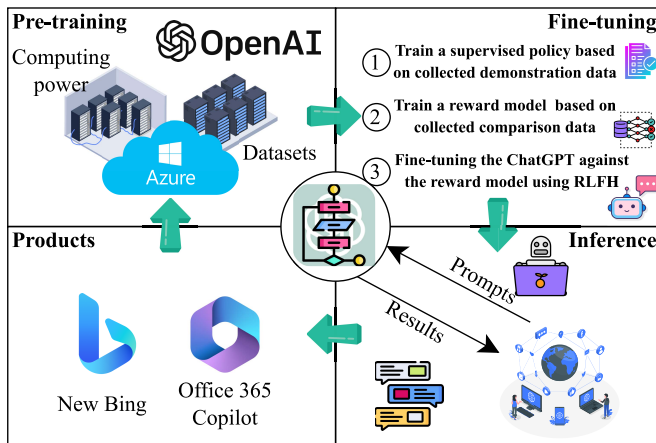 Pre-training
OpenAI
Computing
power
Datasets
Azure
Fine-tuning
1 Train a supervised policy based
on collected demonstration data
2 Train a reward model based on
collected comparison data
3 Fine-tuning the ChatGPT against
the reward model using RLFH
Products
New Bing
Office 365
Copilot
Inference
Prompts
Results